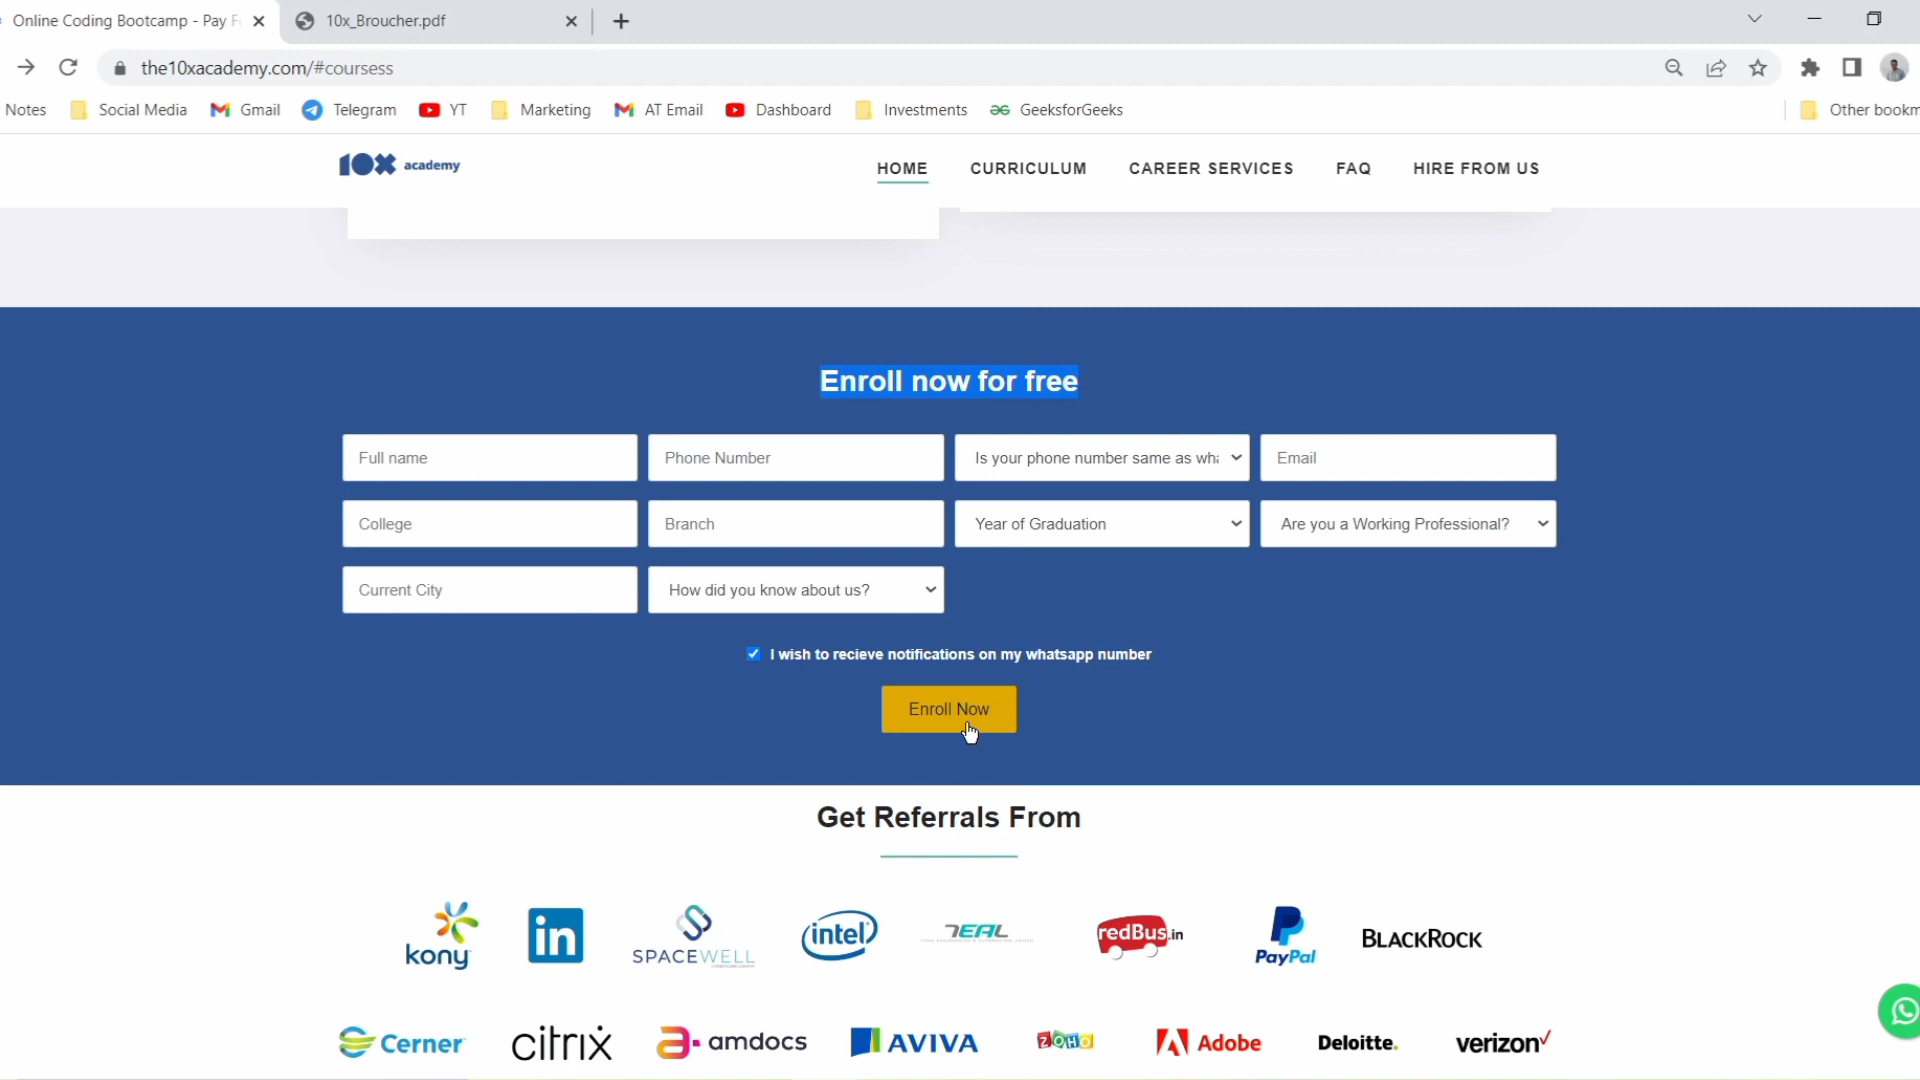 Online Coding Bootcamp - Pay F
10x_Broucher.pdf
the10xacademy.com/#coursess
Notes
Social Media
Gmail
Telegram
YT
Marketing
AT Email
Dashboard
Investments
GeeksforGeeks
Other bookm
10x academy
HOME
CURRICULUM
CAREER SERVICES
FAQ
HIRE FROM US
Enroll now for free
Full name
Phone Number
Is your phone number same as wha
Email
College
Branch
Year of Graduation
Are you a Working Professional?
Current City
How did you know about us?
I wish to recieve notifications on my whatsapp number
Enroll Now
Get Referrals From
kony
in
SPACEWELL
intel
TEAL
redBus.in
PayPal
BLACKROCK
Cerner
citrix
amdocs
AVIVA
ZOHO
Adobe
Deloitte.
verizon✓